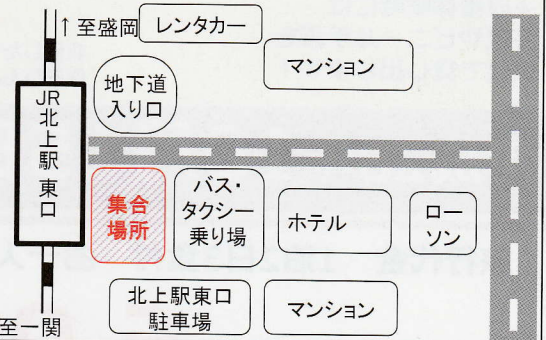 ↑至盛岡
レンタカー
マンション
地下道
入り口
JR
北
上
駅
東
口
集合
場所
バス・
タクシー
乗り場
ホテル
ロー
ソン
北上駅東口
駐車場
マンション
至一関